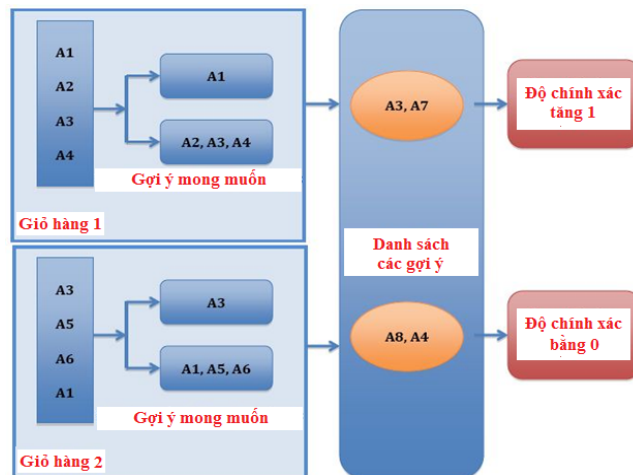 A1
A2
A3
A4
A1
A2, A3, A4
Gợi ý mong muốn
Giỏ hàng 1
A3
A5
A6
A1
A3
A1, A5, A6
Gợi ý mong muốn
Giỏ hàng 2
A3, A7
Danh sách
các gợi ý
A8, A4
Độ chính xác
tăng 1
Độ chính xác
bằng 0